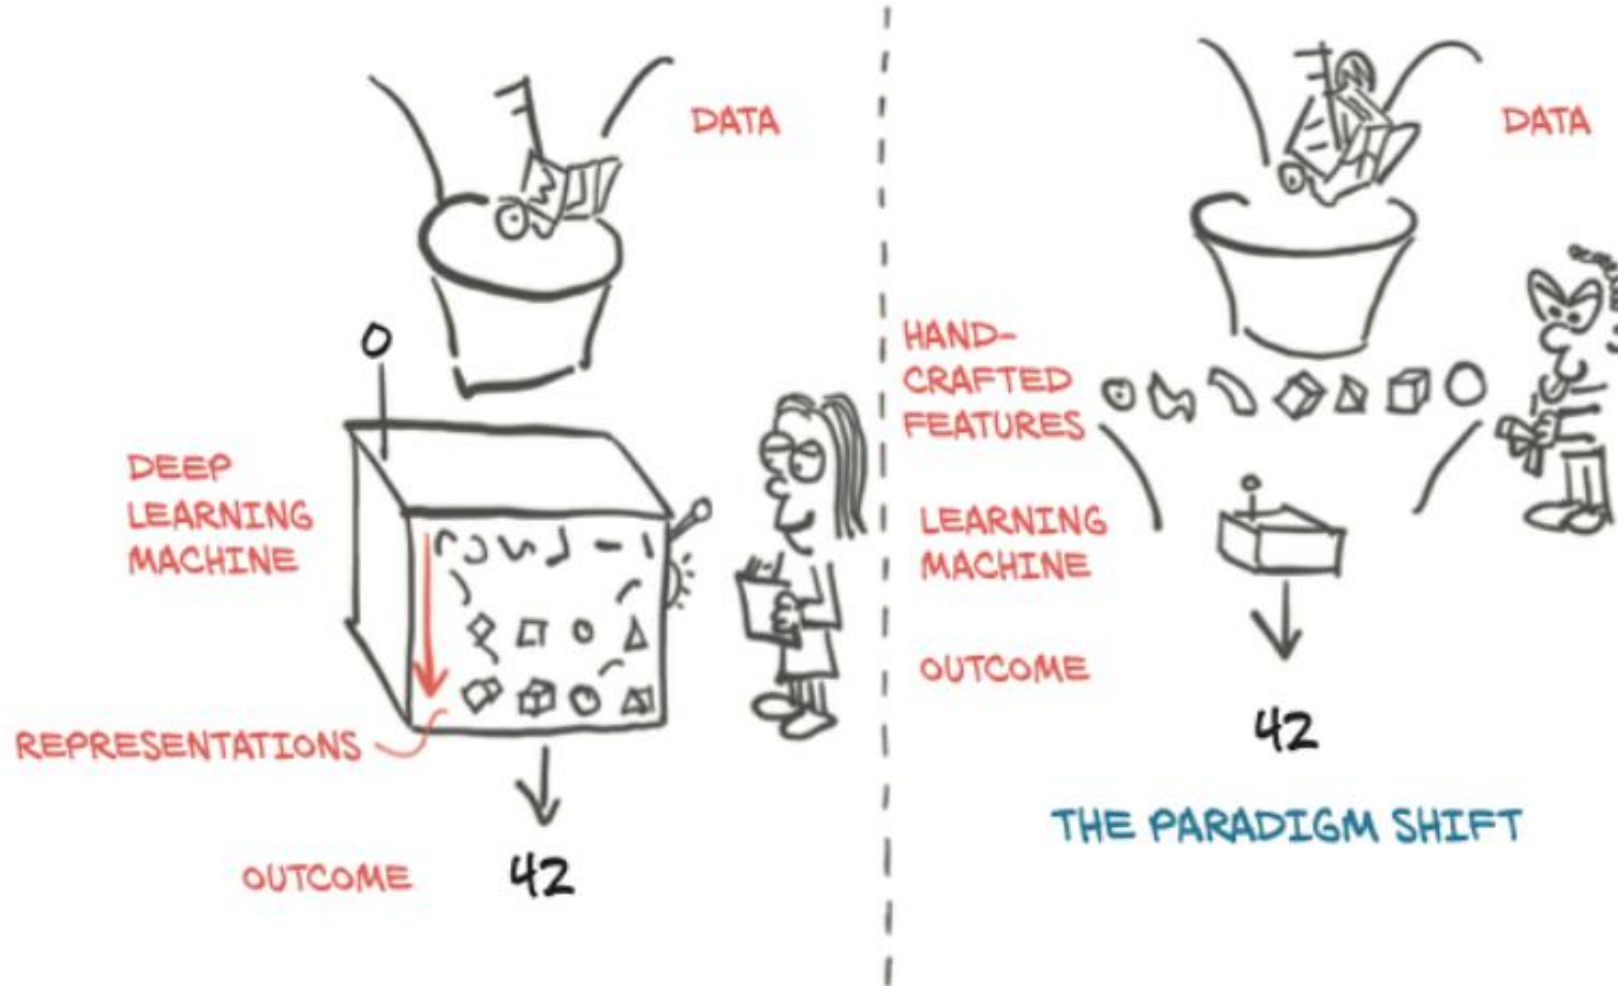 DATA
DEEP
LEARNING
MACHINE
REPRESENTATIONS
OUTCOME
42
DATA
HAND-
CRAFTED
FEATURES
LEARNING
MACHINE
OUTCOME
42
THE PARADIGM SHIFT